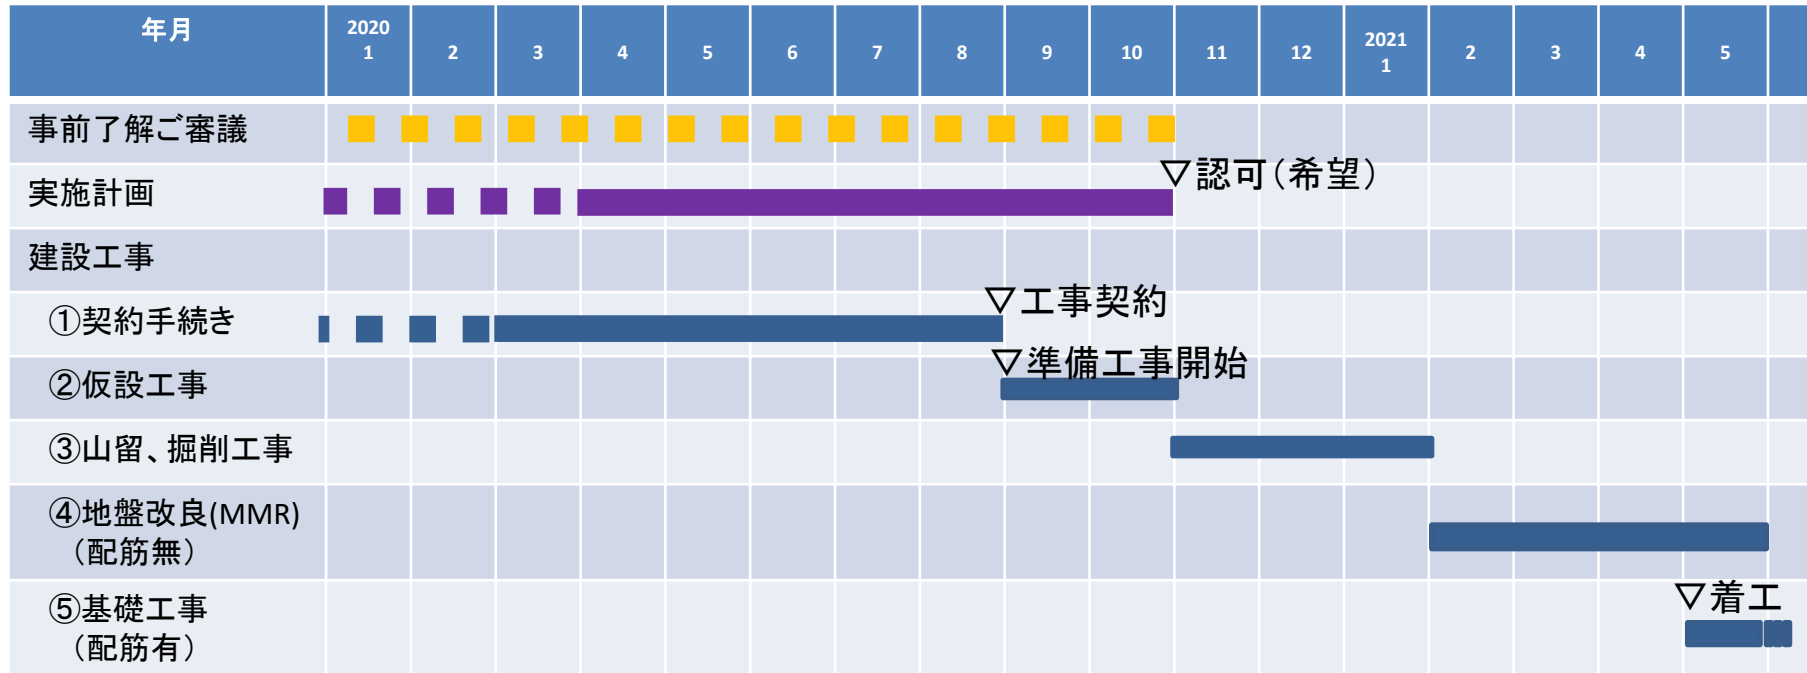 年月
2020
1
2
3
4
5
6
7
8
9
10
11
12
2021
1
2
3
4
5
事前了解ご審議
実施計画
▽認可(希望)
建設工事
①契約手続き
▽工事契約
②仮設工事
▽準備工事開始
③山留、掘削工事
④地盤改良(MMR)
(配筋無)
⑤基礎工事
(配筋有)
▽着工